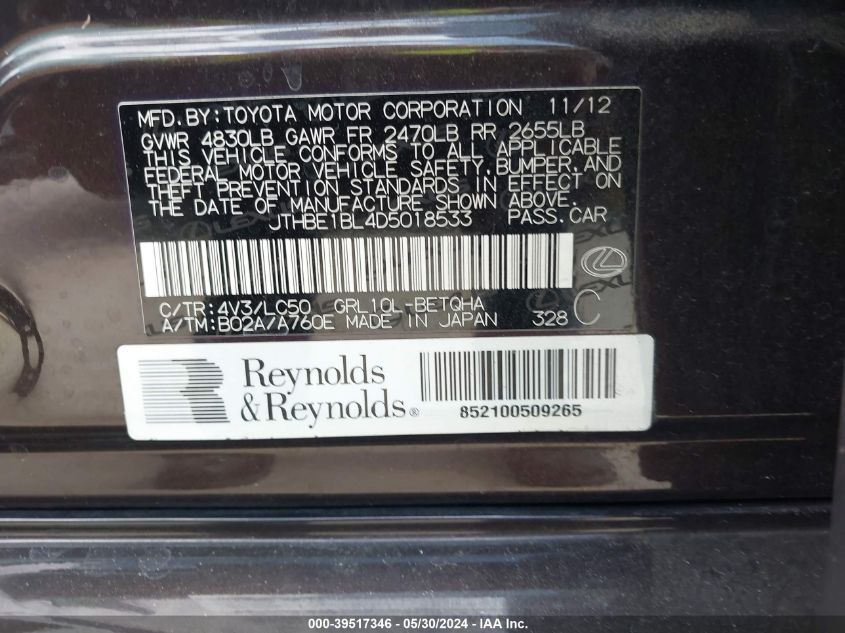 MFD.BY:TOYOTA MOTOR CORPORATION 11/12
GVWR 4830LB GAWR FR 2470LB RR 2655LB
THIS VEHICLE CONFORMS TO ALL APPLICABLE
FEDERAL MOTOR VEHICLE SAFETY,BUMPER,AND
THEFT PREVENTION STANDARDS IN EFFECT ON
THE DATE OF MANUFACTURE SHOWN ABOVE.
JTHBE1BL4D5018533 PASS.CAR
C/TR:4V3/LC50 GRL10L-BETQHA
A/TM:B02A/A760E MADE IN JAPAN 328 C
Reynolds
&Reynolds®
852100509265
000-39517346 - 05/30/2024 - IAA Inc.